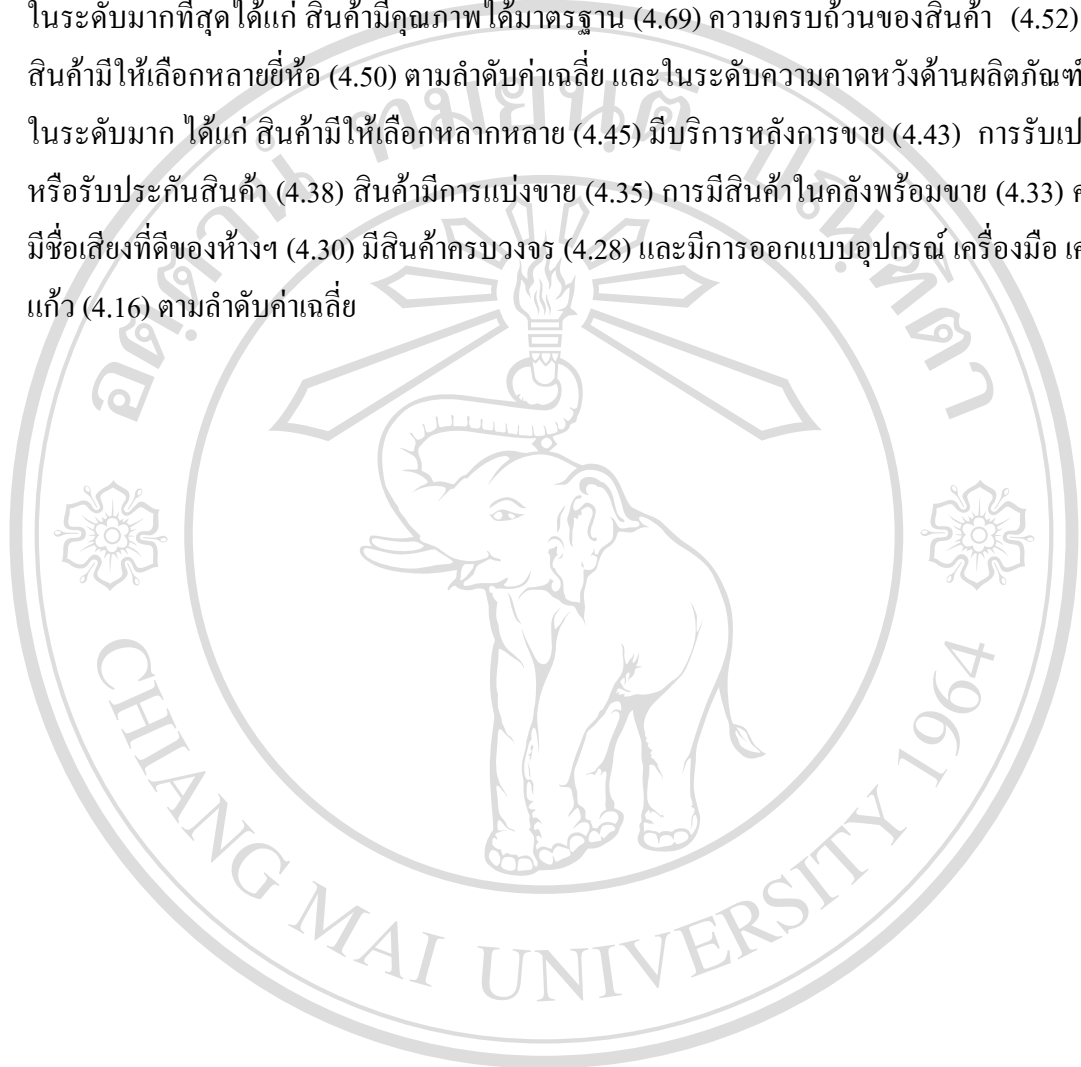 ในระดับมากที่สุดได้แก่ สินค้ามีคุณภาพได้มาตรฐาน (4.69) ความครบถ้วนของสินค้า (4.52)
สินค้ามีให้เลือกหลายยี่ห้อ (4.50) ตามลำดับค่าเฉลี่ย และในระดับความคาดหวังด้านผลิตภัณฑ์
ในระดับมาก ได้แก่ สินค้ามีให้เลือกหลากหลาย (4.45) มีบริการหลังการขาย (4.43) การรับเป
หรือรับประกันสินค้า (4.38) สินค้ามีการแบ่งขาย (4.35) การมีสินค้าในคลังพร้อมขาย (4.33)
มีชื่อเสียงที่ดีของห้างฯ (4.30) มีสินค้าครบวงจร (4.28) และมีการออกแบบอุปกรณ์ เครื่องมือ
แก้ว (4.16) ตามลำดับค่าเฉลี่ย
CHIANG MAI UNIVERSITY 1964